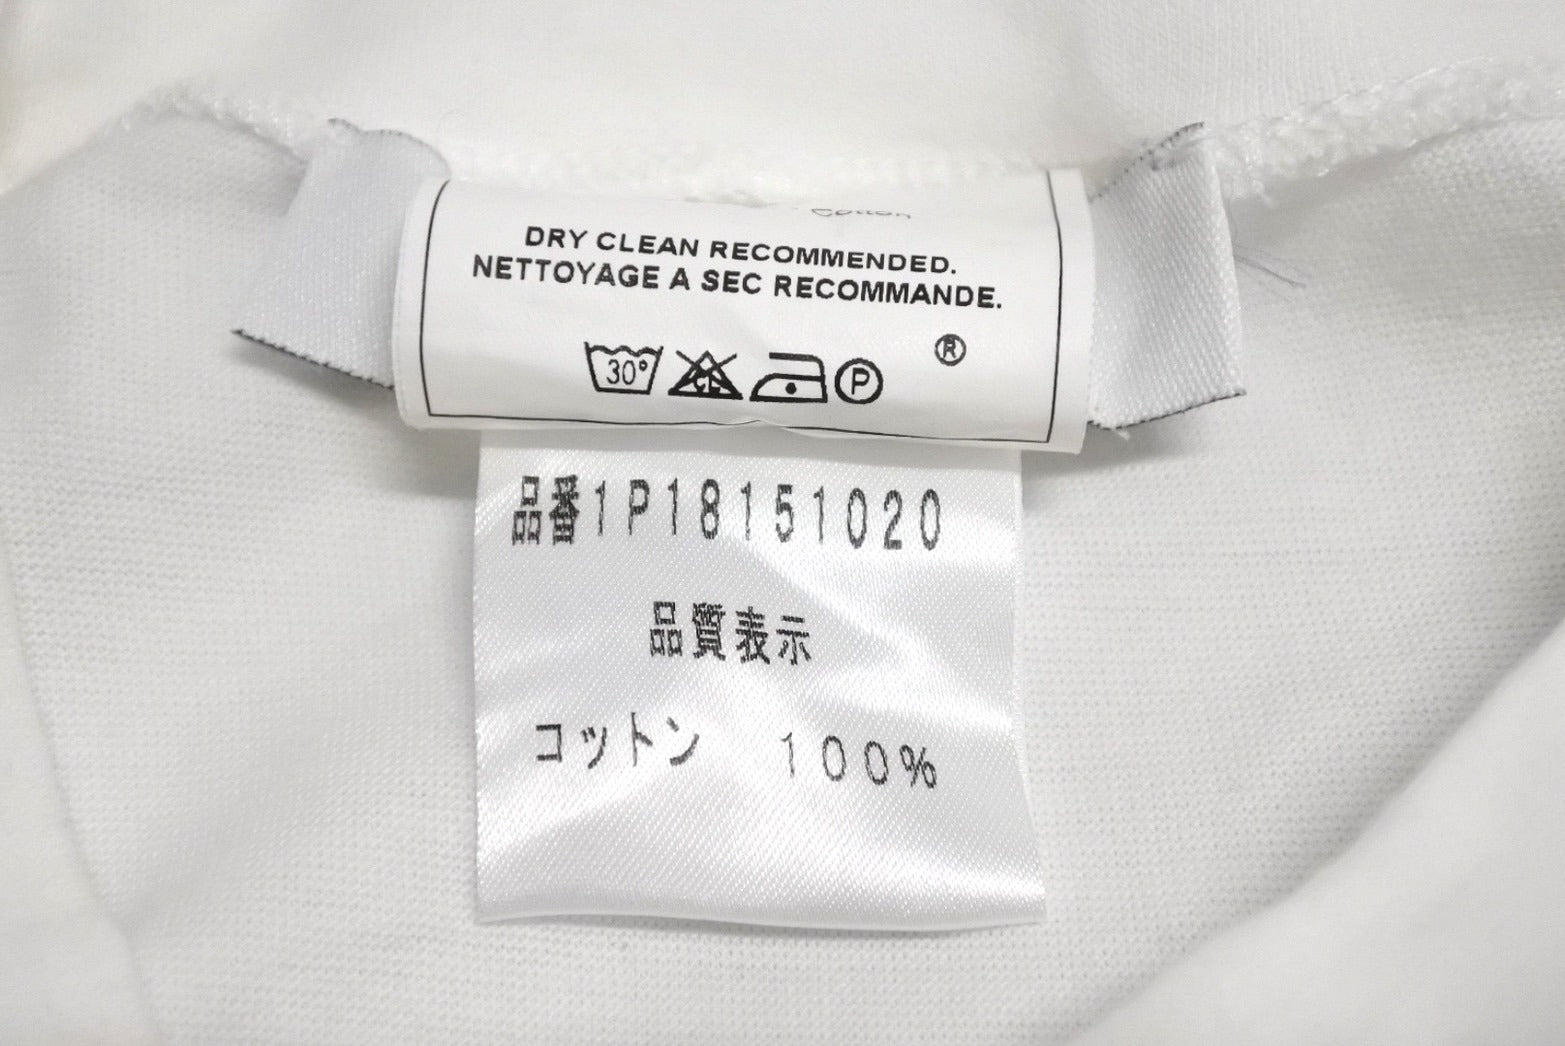 DRY CLEAN RECOMMENDED.
NETTOYAGE A SEC RECOMMANDE.
30° CL P ®
品番1P18151020
品質表示
コットン 100%